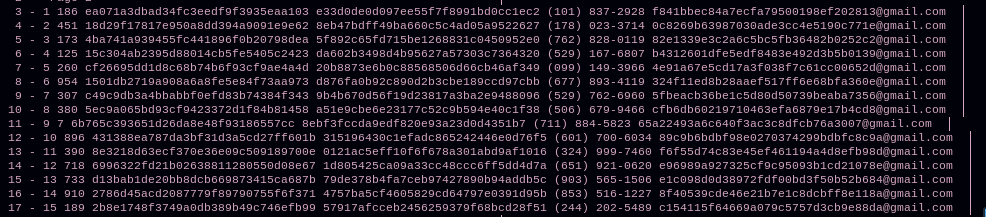 3 - 1 186 ea071a3dbad34fc3eedf9f3935eaa103 e33d0de0d097ee55f7f8991bd0cc1ec2 (101) 837-2928 f841bbec84a7ecfa79500198ef202813@gmail.com
4 - 2 451 18d29f17817e950a8dd394a9091e9e62 8eb47bdff49ba660c5c4ad05a9522627 (178) 023-3714 0c8269b63987030ade3cc4e5190c771e@gmail.com
5 - 3 173 4ba741a939455fc441896f0b20798dea 5f892c65fd715be1268831c0450952e0 (762) 828-0119 82e1339e3c2a6c5bc5fb36482b0252c2@gmail.com
6 - 4 125 15c304ab2395d88014cb5fe5405c2423 da602b3498d4b95627a57303c7364320 (529) 167-6807 b4312601dfe5edf8483e492d3b5b0139@gmail.com
7 - 5 260 cf26695dd1d8c68b74b6f93cf9ae4a4d 20b8873e6b0c88568506d66cb46af349 (099) 149-3966 4e91a67e5cd17a3f038f7c61cc00652d@gmail.com
8 - 6 954 1501db2719a908a6a8fe5e84f73aa973 d876fa0b92c890d2b3cbe189ccd97cbb (677) 893-4119 324f11ed8b28aaef517ff6e68bfa360e@gmail.com
9 - 7 307 c49c9db3a4bbabbf0efd83b74384f343 9b4b670d56f19d23817a3ba2e9488096 (529) 762-6960 5fbeacb36be1c5d80d50739beaba7356@gmail.com
10 - 8 380 5ec9a065bd93cf9423372d1f84b81458 a51e9cbe6e23177c52c9b594e40c1f38 (506) 679-9466 cfb6db60219710463efa6879e17b4cd8@gmail.com
11 - 9 7 6b765c393651d26da8e48f93186557cc 8ebf3fccda9edf820e93a23d0d4351b7 (711) 884-5823 65a22493a6c640f3ac3c8dfcb76a3007@gmail.com
12 - 10 896 431388ea787da3bf31d3a5cd27ff601b 315196430c1efadc865242446e0d76f5 (601) 700-6034 89c9b6bdbf98e0270374299bdbfc8c9a@gmail.com
13 - 11 390 8e3218d63ecf370e36e09c509189700e 0121ac5eff10f6f678a301abd9af1016 (324) 999-7460 f6f55d74c83e45ef461194a4d8efb98d@gmail.com
14 - 12 718 6996322fd21b02638811280550d08e67 1d805425ca09a33cc48ccc6ff5dd4d7a (651) 921-0620 e96989a927325cf9c95093b1cd21078e@gmail.com
15 - 13 733 d13bab1de20bb8dcb669873415ca687b 79de378b4fa7ceb97427890b94addb5c (903) 565-1506 e1c098d0d38972fdf00bd3f50b52b684@gmail.com
16 - 14 910 2786d45acd2087779f89790755f6f371 4757ba5cf4605829cd64797e0391d95b (853) 516-1227 8f40539cde46e21b7e1c8dcbff8e118a@gmail.com
17 - 15 189 2b8e1748f3749a0db389b49c746efb99 57917afcceb2456259379f68bcd28f51 (244) 202-5489 c154115f64669a079c5757d3cb9e88da@gmail.com